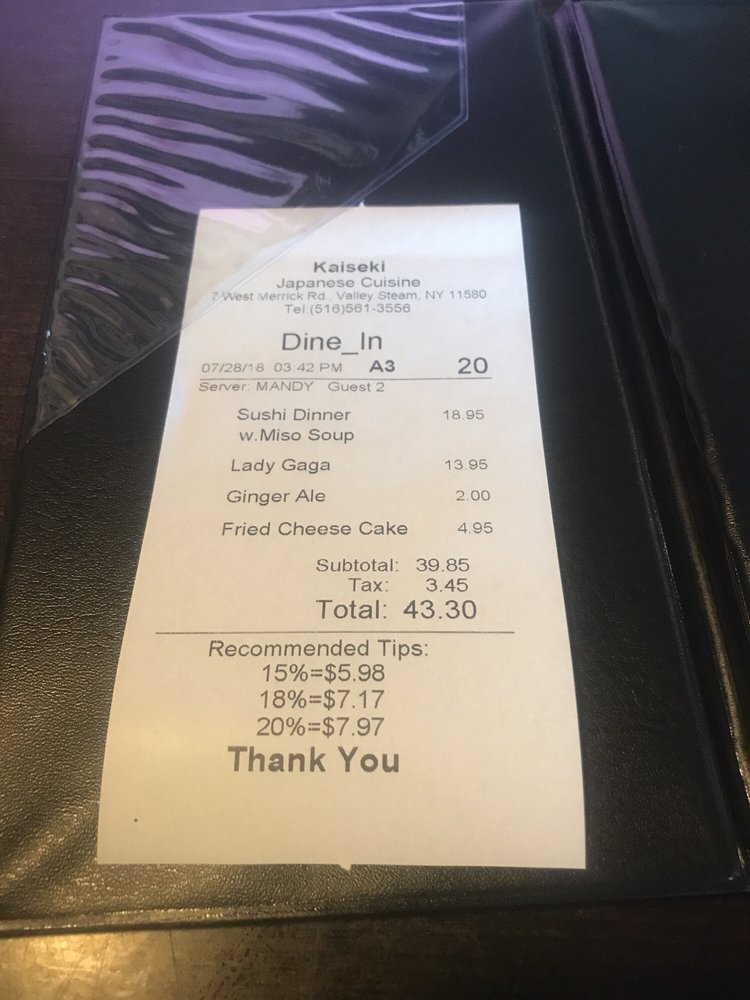 Kaiseki
Japanese Cuisine
7 West Merrick Rd., Valley Steam, NY 11580
Tel:(516)561-3556
Dine_In
07/28/18 03:42 PM A3 20
Server: MANDY Guest 2
Sushi Dinner 18.95
w.Miso Soup
Lady Gaga 13.95
Ginger Ale 2.00
Fried Cheese Cake 4.95
Subtotal: 39.85
Tax: 3.45
Total: 43.30
Recommended Tips:
15%=$5.98
18%=$7.17
20%=$7.97
Thank You